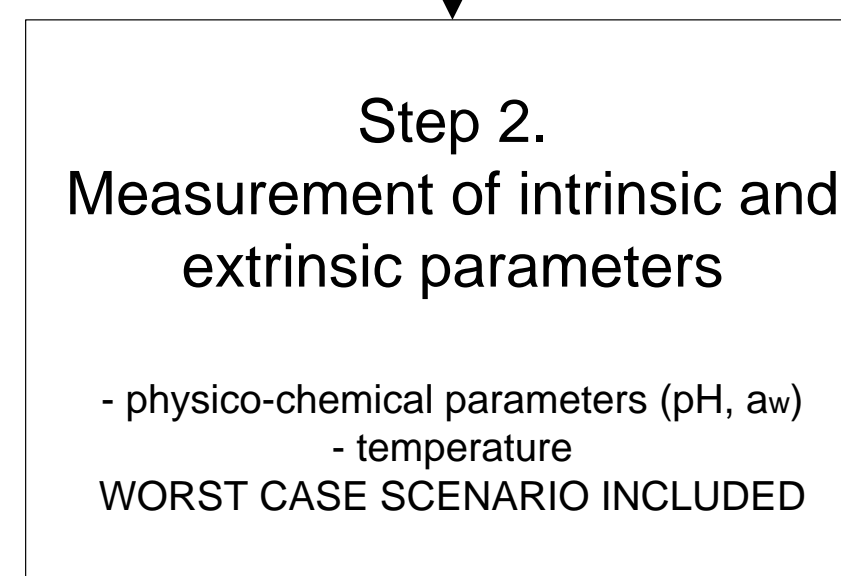 Step 2.
Measurement of intrinsic and
extrinsic parameters
- physico-chemical parameters (pH, aw)
- temperature
WORST CASE SCENARIO INCLUDED